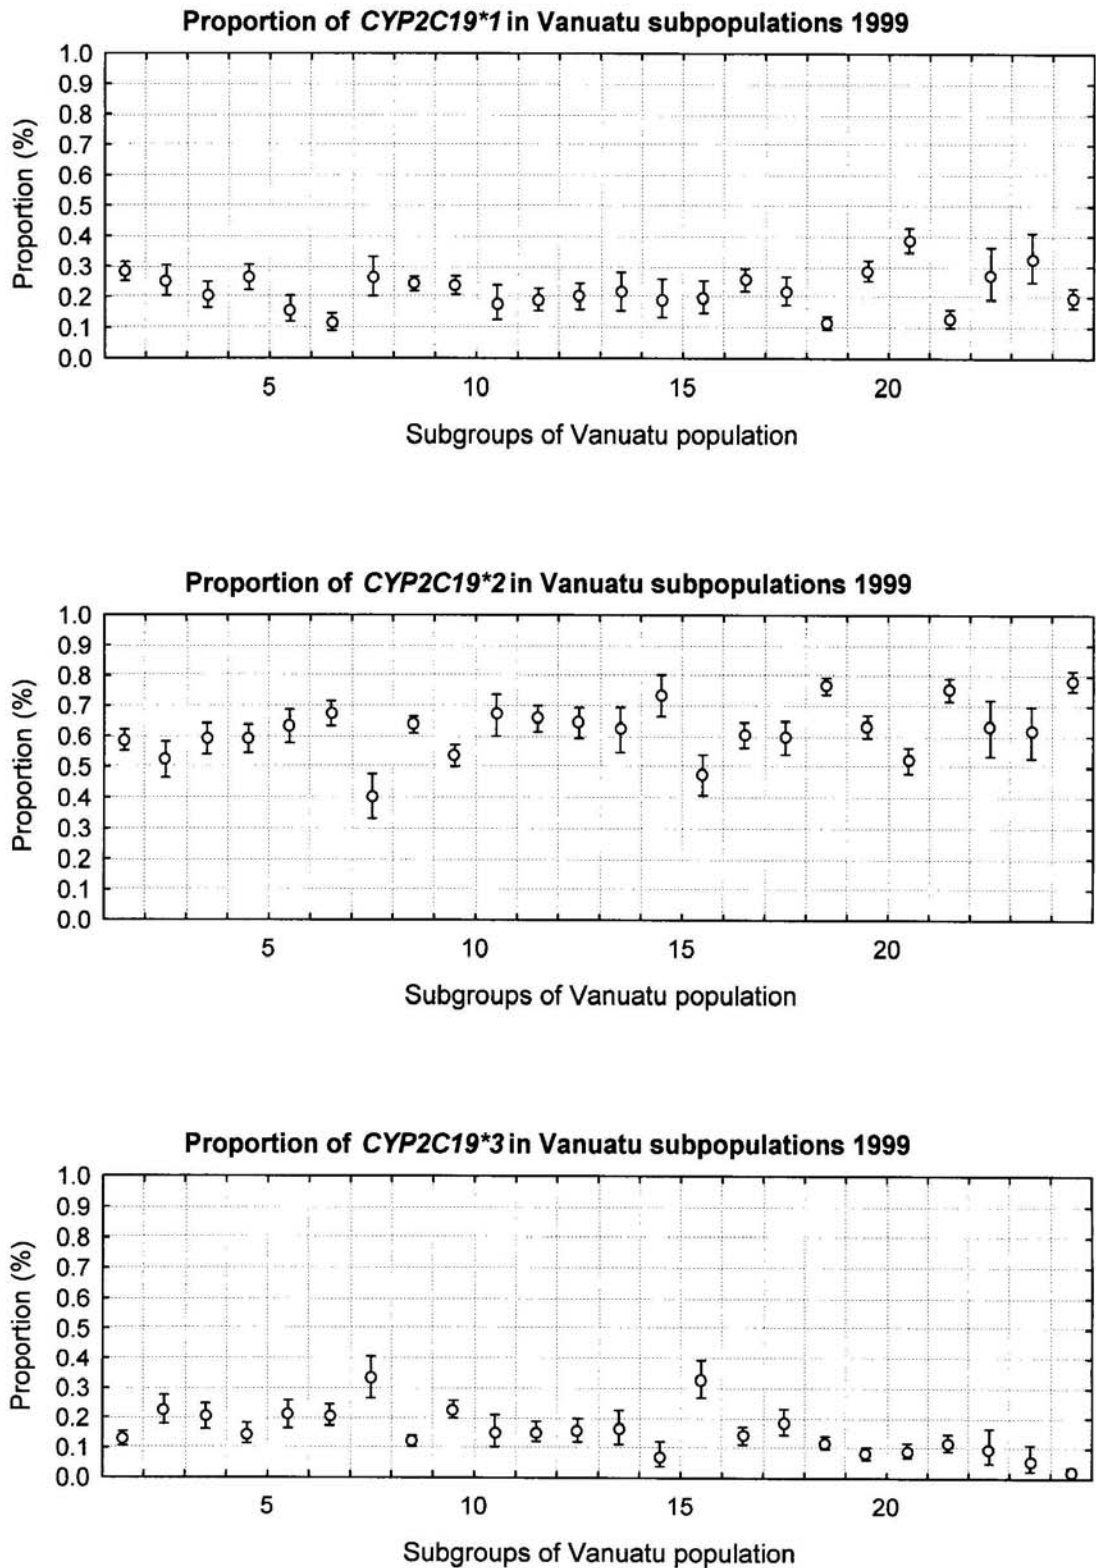 Proportion of CYP2C19*1 in Vanuatu subpopulations 1999
Proportion (%)
1.0
0.9
0.8
0.7
0.6
0.5
0.4
0.3
0.2
0.1
0.0
5 10 15 20
Subgroups of Vanuatu population
Proportion of CYP2C19*2 in Vanuatu subpopulations 1999
Proportion (%)
1.0
0.9
0.8
0.7
0.6
0.5
0.4
0.3
0.2
0.1
0.0
5 10 15 20
Subgroups of Vanuatu population
Proportion of CYP2C19*3 in Vanuatu subpopulations 1999
Proportion (%)
1.0
0.9
0.8
0.7
0.6
0.5
0.4
0.3
0.2
0.1
0.0
5 10 15 20
Subgroups of Vanuatu population